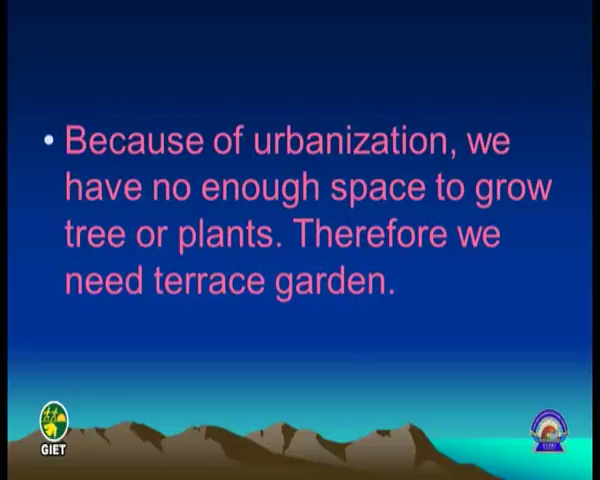 • Because of urbanization, we
have no enough space to grow
tree or plants. Therefore we
need terrace garden.
GIET